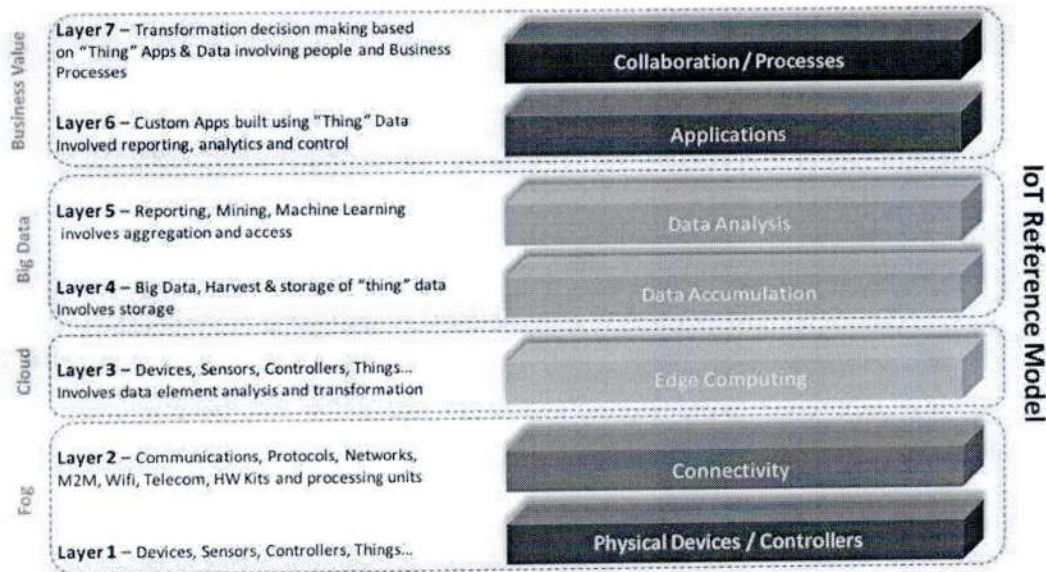 Business Value
Layer 7 – Transformation decision making based
on “Thing” Apps & Data involving people and Business
Processes
Collaboration / Processes
Layer 6 – Custom Apps built using “Thing” Data
Involved reporting, analytics and control
Applications
Big Data
Layer 5 – Reporting, Mining, Machine Learning
involves aggregation and access
Data Analysis
Layer 4 – Big Data, Harvest & storage of “thing” data
Involves storage
Data Accumulation
Cloud
Layer 3 – Devices, Sensors, Controllers, Things...
Involves data element analysis and transformation
Edge Computing
Fog
Layer 2 – Communications, Protocols, Networks,
M2M, Wifi, Telecom, HW Kits and processing units
Connectivity
Layer 1 – Devices, Sensors, Controllers, Things...
Physical Devices / Controllers
IoT Reference Model